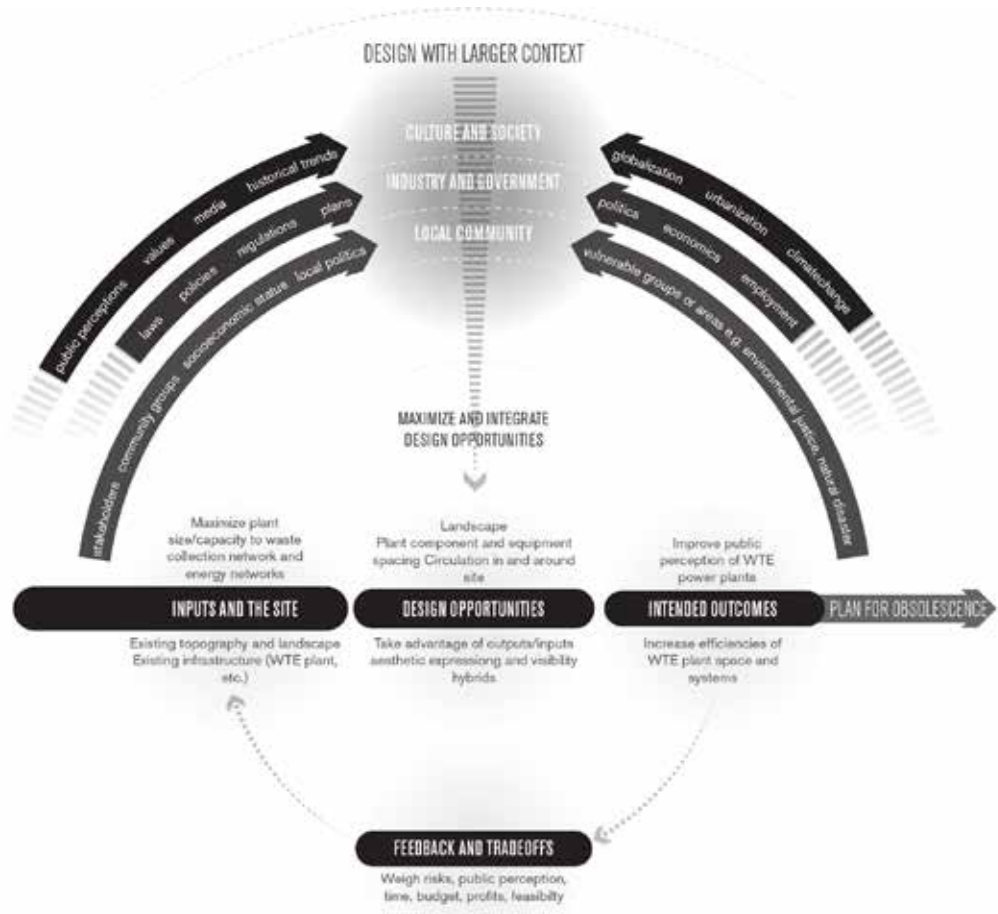 DESIGN WITH LARGER CONTEXT
CULTURE AND SOCIETY
INDUSTRY AND GOVERNMENT
LOCAL COMMUNITY
public perceptions values media historical trends
laws policies regulations plans
stakeholders community groups socioeconomic status local politics
globalization urbanization climatechange
politics economics employment
vulnerable groups or areas e.g. environmental justice, natural disaster
MAXIMIZE AND INTEGRATE
DESIGN OPPORTUNITIES
Maximize plant
size/capacity to waste
collection network and
energy networks
INPUTS AND THE SITE
Existing topography and landscape
Existing infrastructure (WTE plant,
etc.)
Landscape
Plant component and equipment
spacing Circulation in and around
site
DESIGN OPPORTUNITIES
Take advantage of outputs/inputs
aesthetic expressiong and visibility
hybrids
Improve public
perception of WTE
power plants
INTENDED OUTCOMES
Increase efficiencies of
WTE plant space and
systems
PLAN FOR OBSOLESCENCE
FEEDBACK AND TRADEOFFS
Weigh risks, public perception,
time, budget, profits, feasibilty